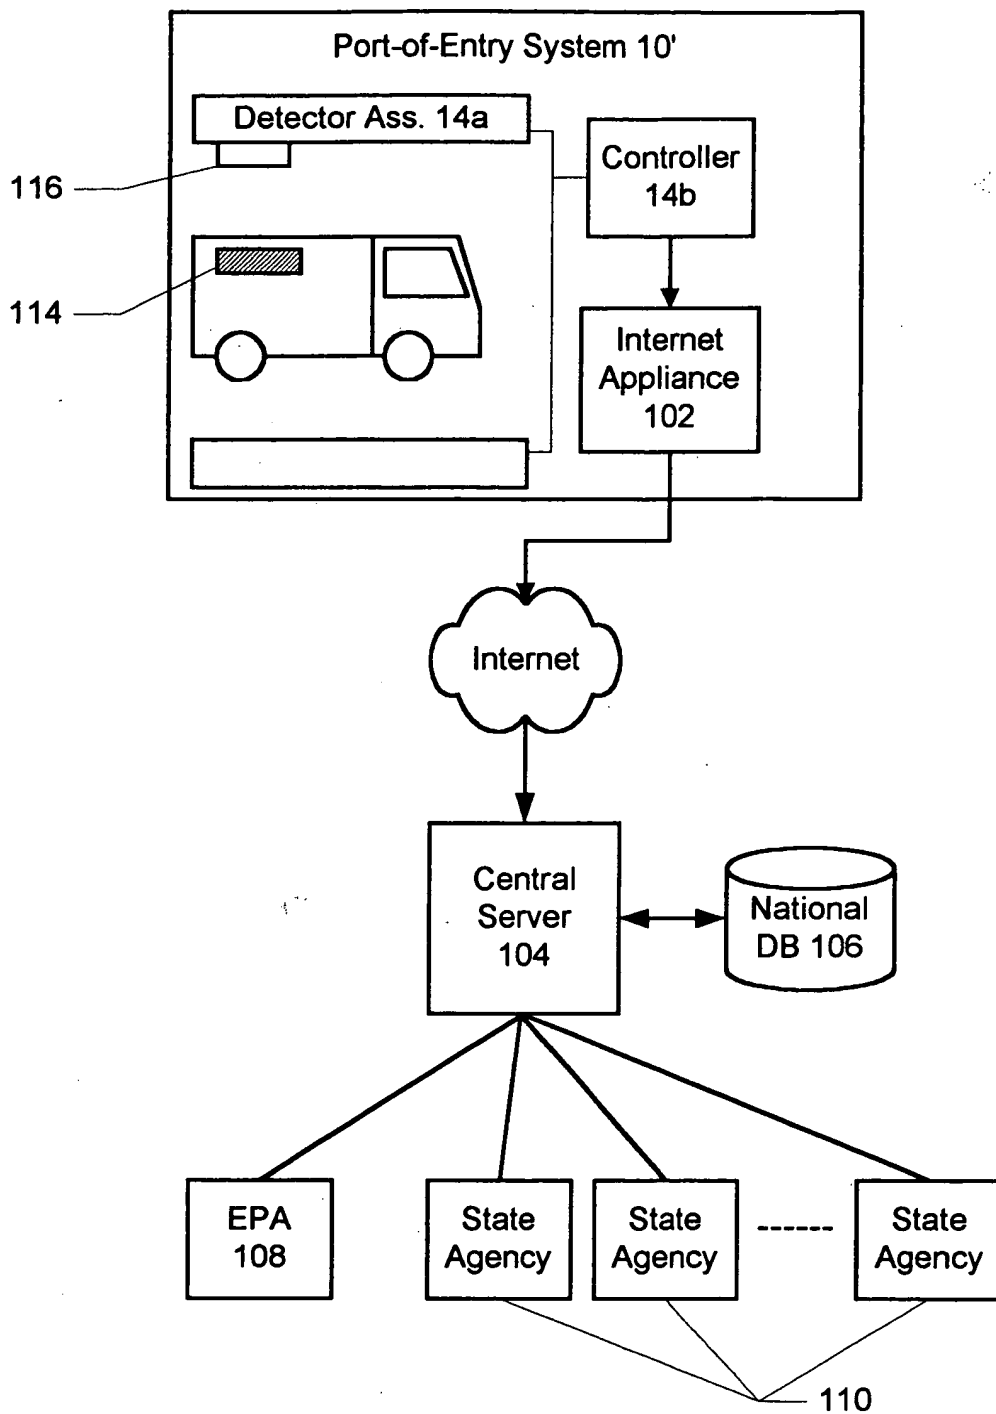 Port-of-Entry System 10'
Detector Ass. 14a
Controller
14b
116
114
Internet
Appliance
102
Internet
Central
Server
104
National
DB 106
EPA
108
State
Agency
State
Agency
State
Agency
110